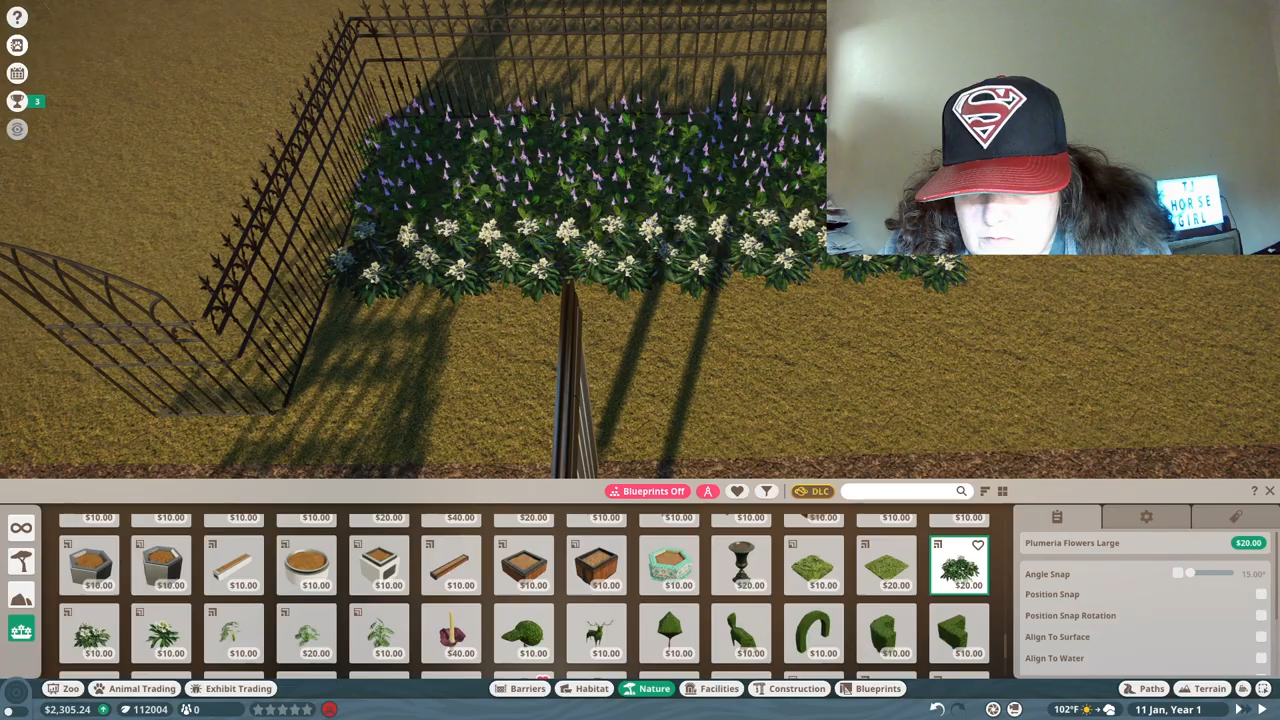 3
TJ
HORSE
GIRL
Blueprints Off
DLC
$10.00 $10.00 $10.00 $10.00 $20.00 $40.00 $20.00 $10.00 $10.00 $10.00 $10.00 $10.00 $10.00
$10.00 $10.00 $10.00 $10.00 $10.00 $10.00 $10.00 $10.00 $10.00 $20.00 $10.00 $20.00 $20.00
$10.00 $10.00 $10.00 $20.00 $10.00 $40.00 $10.00 $10.00 $10.00 $10.00 $10.00 $10.00 $10.00
Plumeria Flowers Large $20.00
Angle Snap 15.00°
Position Snap
Position Snap Rotation
Align To Surface
Align To Water
Zoo Animal Trading Exhibit Trading Barriers Habitat Nature Facilities Construction Blueprints Paths Terrain
$2,305.24 112004 0 102°F 11 Jan, Year 1